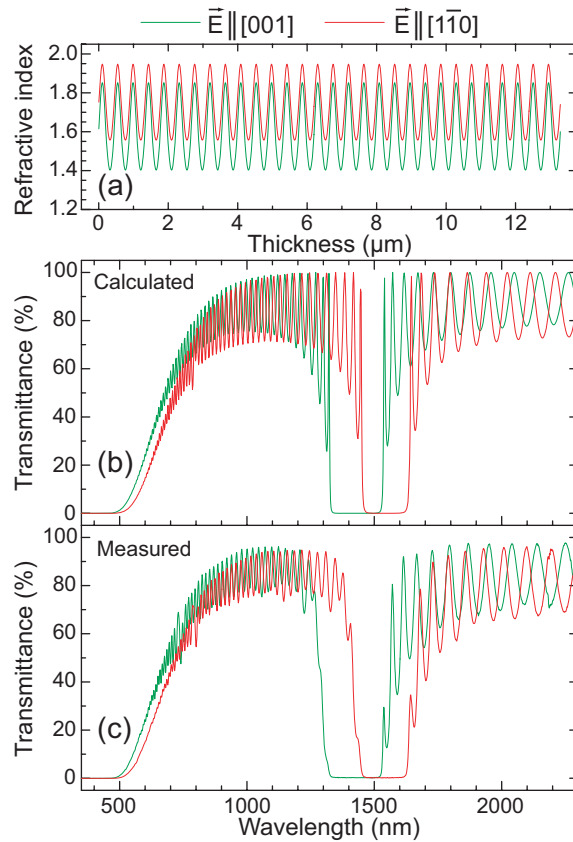 E∥[001] E∥[11̄0]
2.0
1.8
1.6
1.4
1.2
Refractive index
(a)
0 2 4 6 8 10 12
Thickness (μm)
100
80
60
40
20
0
Transmittance (%)
Calculated
(b)
100
80
60
40
20
0
Transmittance (%)
Measured
(c)
500 1000 1500 2000
Wavelength (nm)